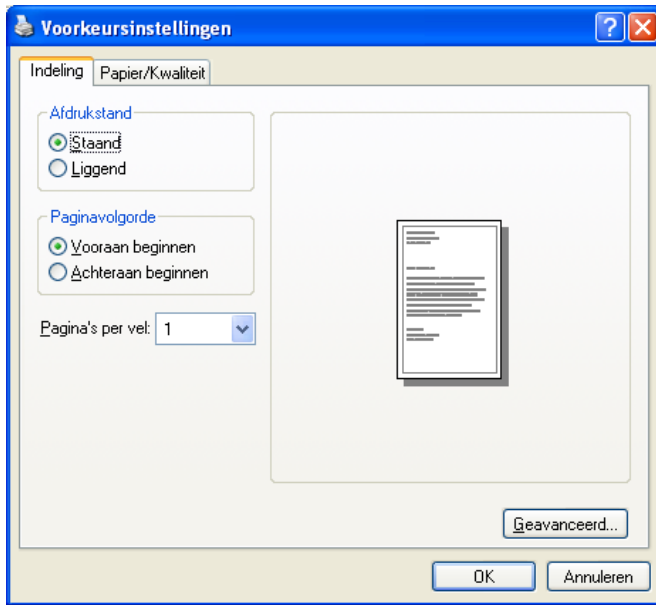 Voorkeursinstellingen
Indeling
Papier/Kwaliteit
Afdrukstand
Staand
Liggend
Paginavolgorde
Vooraan beginnen
Achteraan beginnen
Pagina's per vel: 1
Geavanceerd...
OK
Annuleren